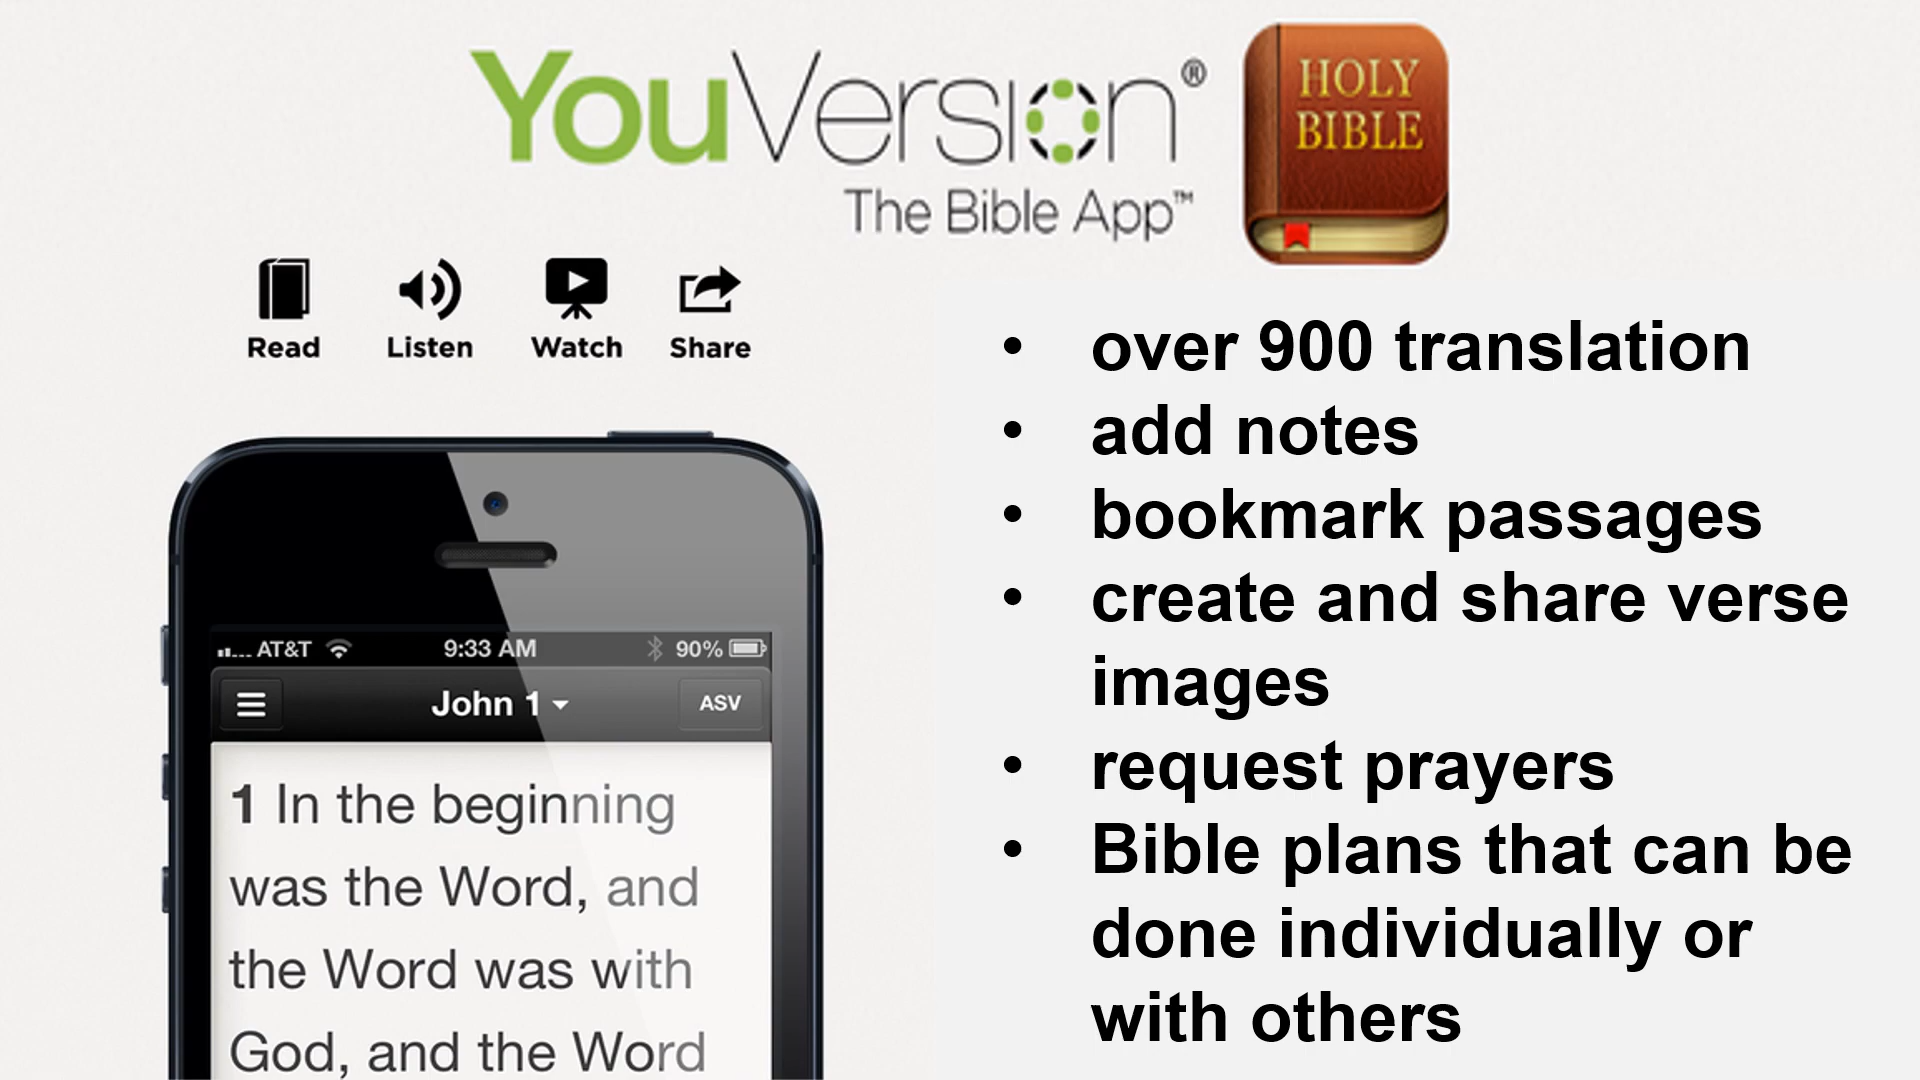 YouVersion®
The Bible App™
HOLY
BIBLE
Read Listen Watch Share
• over 900 translation
• add notes
• bookmark passages
• create and share verse
images
• request prayers
• Bible plans that can be
done individually or
with others
AT&T 9:33 AM 90%
John 1 ASV
1 In the beginning
was the Word, and
the Word was with
God, and the Word